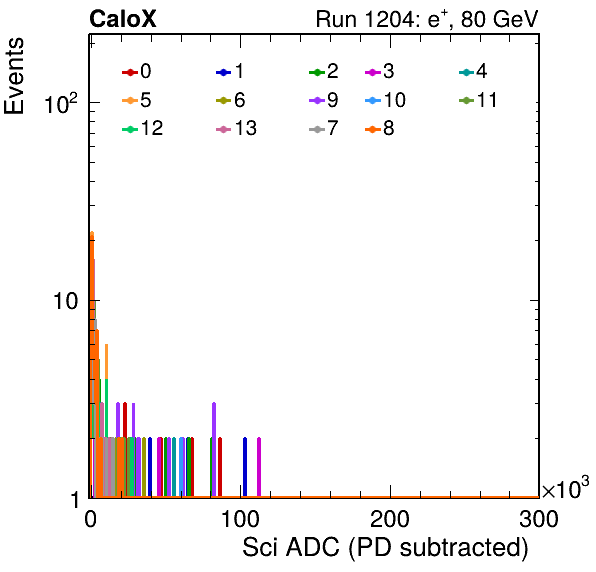 CaloX Run 1204: e⁺, 80 GeV
Events
0 1 2 3 4
5 6 9 10 11
12 13 7 8
10²
10
1
0 100 200 300
×10³
Sci ADC (PD subtracted)